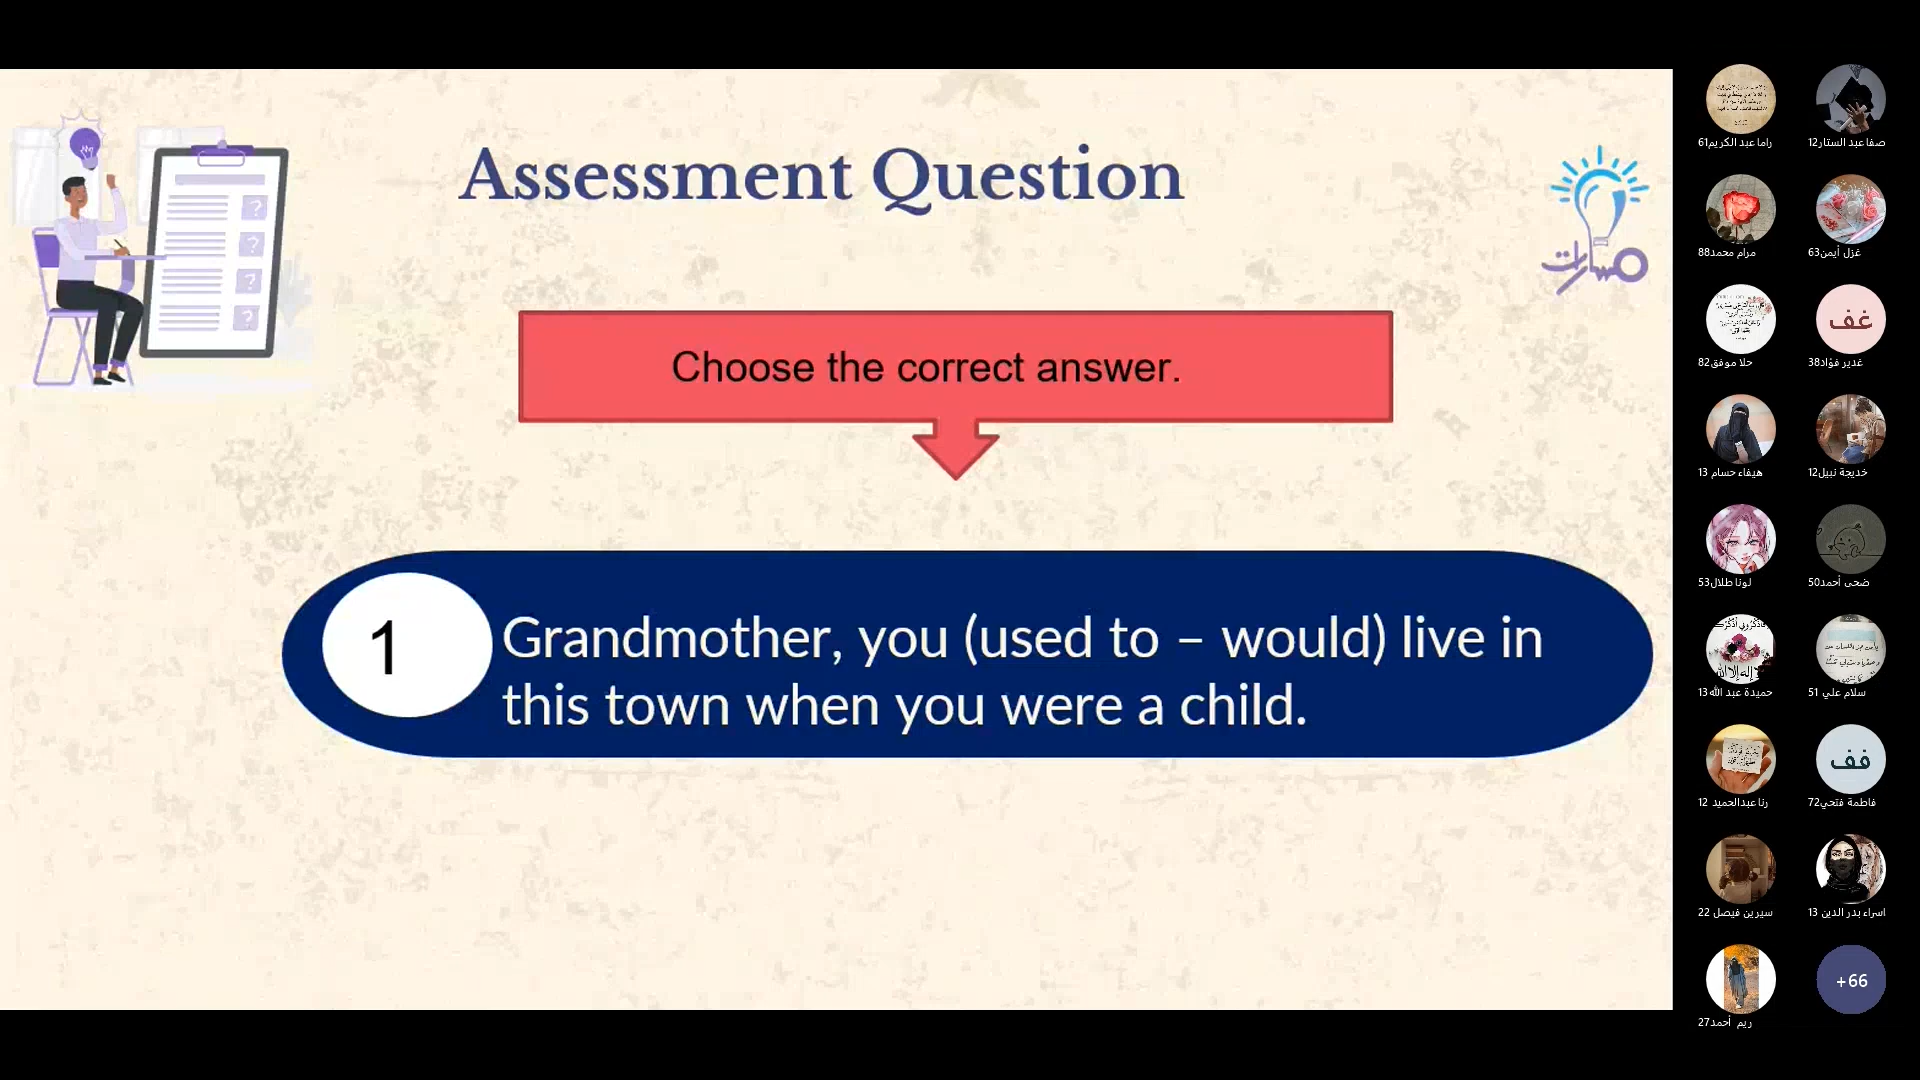 Assessment Question
مسارات
Choose the correct answer.
1
Grandmother, you (used to – would) live in
this town when you were a child.
راما عبد الكريم61
صفا عبد الستار12
مرام محمد88
غزل أيمن63
حلا موفق82
غف
غدير فؤاد38
هيفاء حسام 13
خديجة نبيل12
لونا طلال53
ضحى أحمد50
حميدة عبد الله13
سلام علي 51
رنا عبدالحميد 12
فف
فاطمة فتحي72
سيرين فيصل 22
اسراء بدر الدين 13
ريم أحمد27
+66